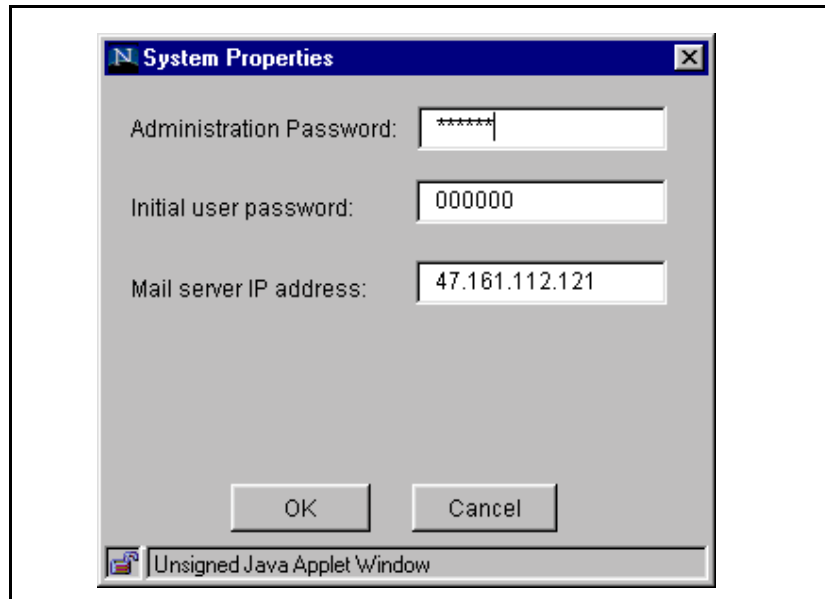 N System Properties
Administration Password: ******
Initial user password: 000000
Mail server IP address: 47.161.112.121
OK Cancel
Unsigned Java Applet Window